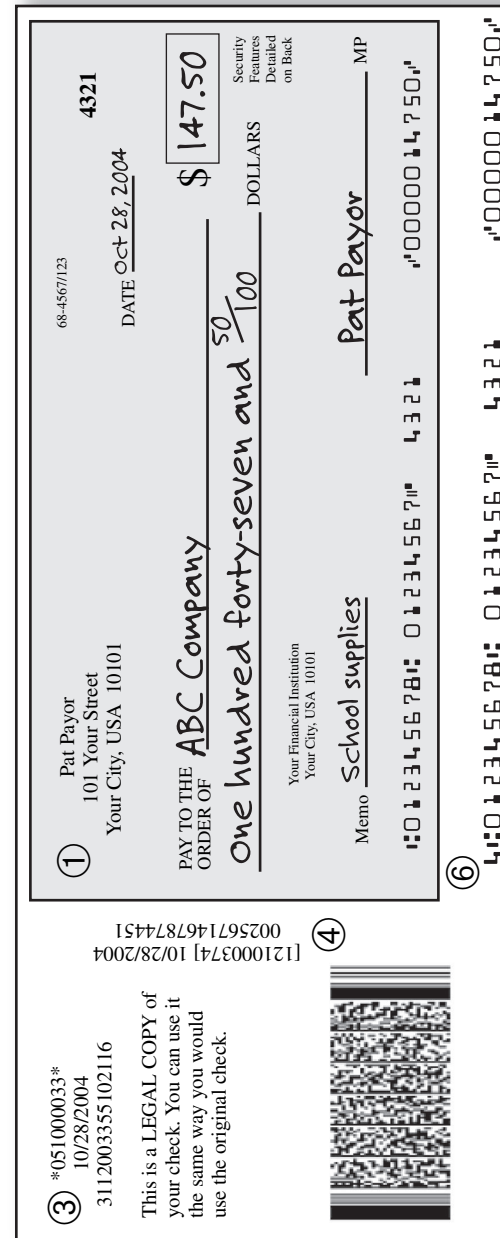 ③ *051000033*
10/28/2004
3112003355102116
This is a LEGAL COPY of
your check. You can use it
the same way you would
use the original check.
[121000374] 10/28/2004
0025671467874451
④
①
Pat Payor
101 Your Street
Your City, USA 10101
68-4567/123
4321
DATE Oct 28, 2004
PAY TO THE
ORDER OF ABC Company $ 147.50
One hundred forty-seven and 50/100 DOLLARS
Security
Features
Detailed
on Back
Your Financial Institution
Your City, USA 10101
Memo School supplies Pat Payor MP
⑆012345678⑆ 01234567⑈ 4321 ⑇0000014750⑇
⑥
4⑆012345678⑆ 01234567⑈ 4321 ⑇0000014750⑇